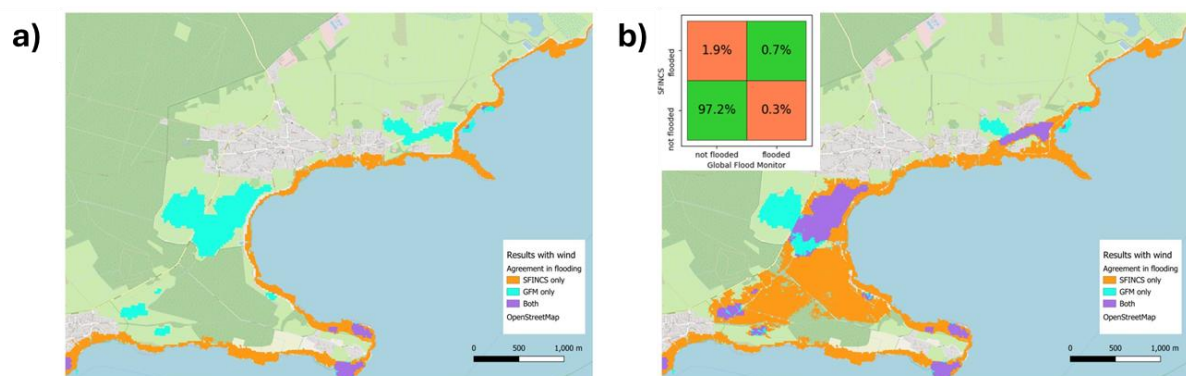 a)
Results with wind
Agreement in flooding
SFINCS only
GFM only
Both
OpenStreetMap
0 500 1,000 m
b)
SFINCS
flooded
not flooded
1.9%
0.7%
97.2%
0.3%
not flooded
flooded
Global Flood Monitor
Results with wind
Agreement in flooding
SFINCS only
GFM only
Both
OpenStreetMap
0 500 1,000 m